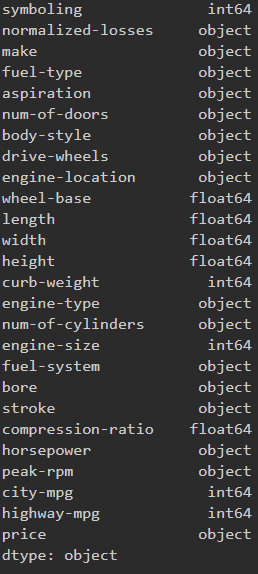 symboling int64
normalized-losses object
make object
fuel-type object
aspiration object
num-of-doors object
body-style object
drive-wheels object
engine-location object
wheel-base float64
length float64
width float64
height float64
curb-weight int64
engine-type object
num-of-cylinders object
engine-size int64
fuel-system object
bore object
stroke object
compression-ratio float64
horsepower object
peak-rpm object
city-mpg int64
highway-mpg int64
price object
dtype: object